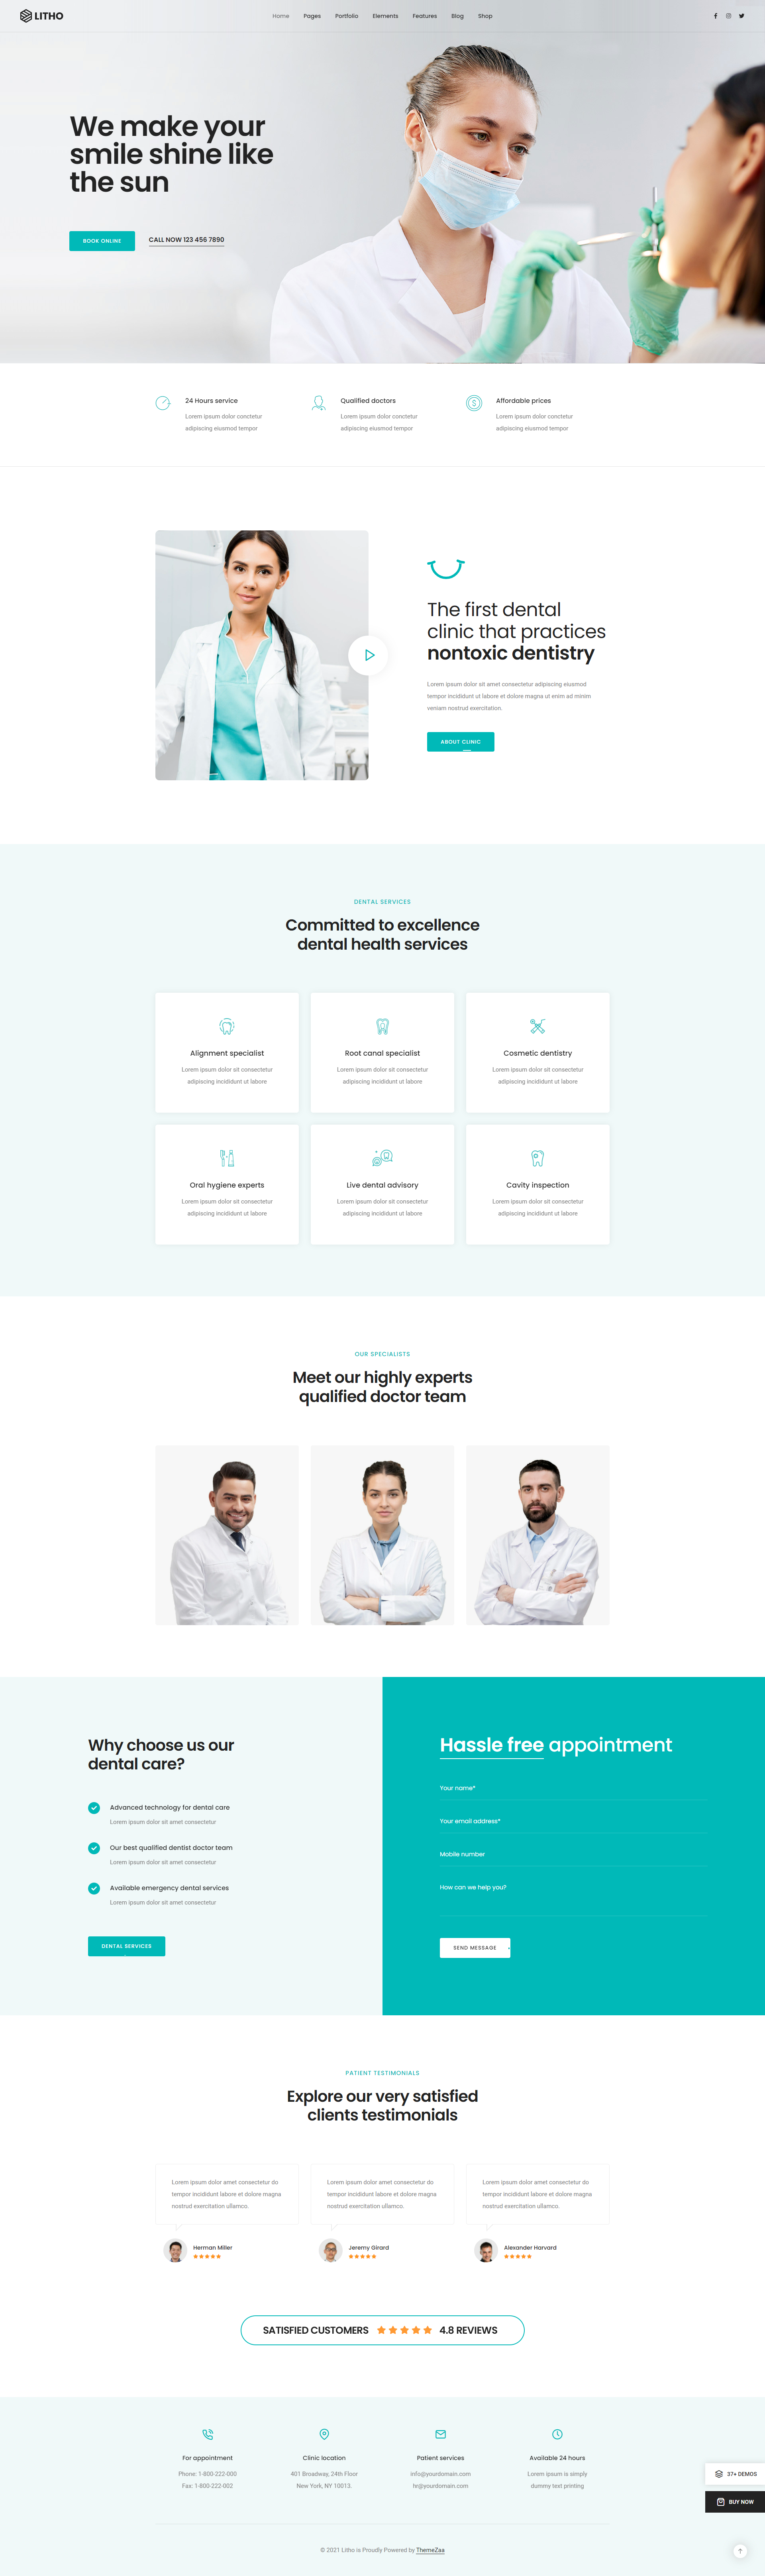 LITHO
Home Pages Portfolio Elements Features Blog Shop
We make your
smile shine like
the sun
BOOK ONLINE
CALL NOW 123 456 7890
24 Hours service
Lorem ipsum dolor conctetur
adipiscing eiusmod tempor
Qualified doctors
Lorem ipsum dolor conctetur
adipiscing eiusmod tempor
Affordable prices
Lorem ipsum dolor conctetur
adipiscing eiusmod tempor
The first dental
clinic that practices
nontoxic dentistry
Lorem ipsum dolor sit amet consectetur adipiscing eiusmod
tempor incididunt ut labore et dolore magna ut enim ad minim
veniam nostrud exercitation.
ABOUT CLINIC
DENTAL SERVICES
Committed to excellence
dental health services
Alignment specialist
Lorem ipsum dolor sit consectetur
adipiscing incididunt ut labore
Root canal specialist
Lorem ipsum dolor sit consectetur
adipiscing incididunt ut labore
Cosmetic dentistry
Lorem ipsum dolor sit consectetur
adipiscing incididunt ut labore
Oral hygiene experts
Lorem ipsum dolor sit consectetur
adipiscing incididunt ut labore
Live dental advisory
Lorem ipsum dolor sit consectetur
adipiscing incididunt ut labore
Cavity inspection
Lorem ipsum dolor sit consectetur
adipiscing incididunt ut labore
OUR SPECIALISTS
Meet our highly experts
qualified doctor team
Why choose us our
dental care?
Advanced technology for dental care
Lorem ipsum dolor sit amet consectetur
Our best qualified dentist doctor team
Lorem ipsum dolor sit amet consectetur
Available emergency dental services
Lorem ipsum dolor sit amet consectetur
DENTAL SERVICES
Hassle free appointment
Your name*
Your email address*
Mobile number
How can we help you?
SEND MESSAGE
PATIENT TESTIMONIALS
Explore our very satisfied
clients testimonials
Lorem ipsum dolor amet consectetur do
tempor incididunt labore et dolore magna
nostrud exercitation ullamco.
Herman Miller
Lorem ipsum dolor amet consectetur do
tempor incididunt labore et dolore magna
nostrud exercitation ullamco.
Jeremy Girard
Lorem ipsum dolor amet consectetur do
tempor incididunt labore et dolore magna
nostrud exercitation ullamco.
Alexander Harvard
SATISFIED CUSTOMERS 4.8 REVIEWS
For appointment
Phone: 1-800-222-000
Fax: 1-800-222-002
Clinic location
401 Broadway, 24th Floor
New York, NY 10013.
Patient services
info@yourdomain.com
hr@yourdomain.com
Available 24 hours
Lorem ipsum is simply
dummy text printing
37+ DEMOS
BUY NOW
© 2021 Litho is Proudly Powered by ThemeZaa